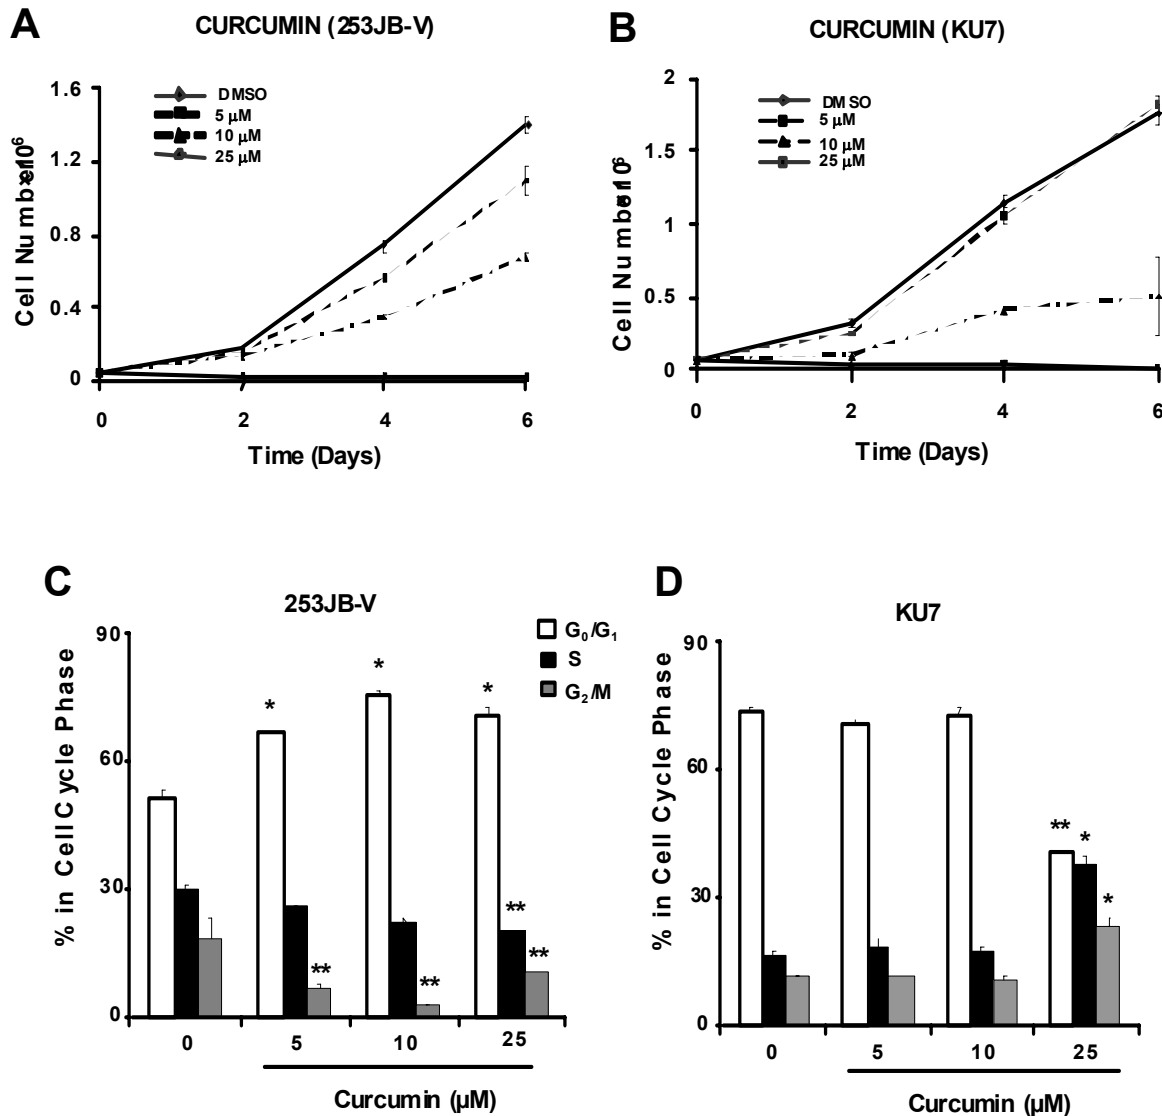 A
CURCUMIN (253JB-V)
DMSO
5 µM
10 µM
25 µM
1.6
1.2
0.8
0.4
0
0 2 4 6
Time (Days)
B
CURCUMIN (KU7)
DMSO
5 µM
10 µM
25 µM
2
1.5
1
0.5
0
0 2 4 6
Time (Days)
C
253JB-V
G0/G1
S
G2/M
% in Cell Cycle Phase
90
60
30
0
* * *
** ** ** **
0 5 10 25
Curcumin (µM)
D
KU7
% in Cell Cycle Phase
90
60
30
0
** * *
0 5 10 25
Curcumin (µM)